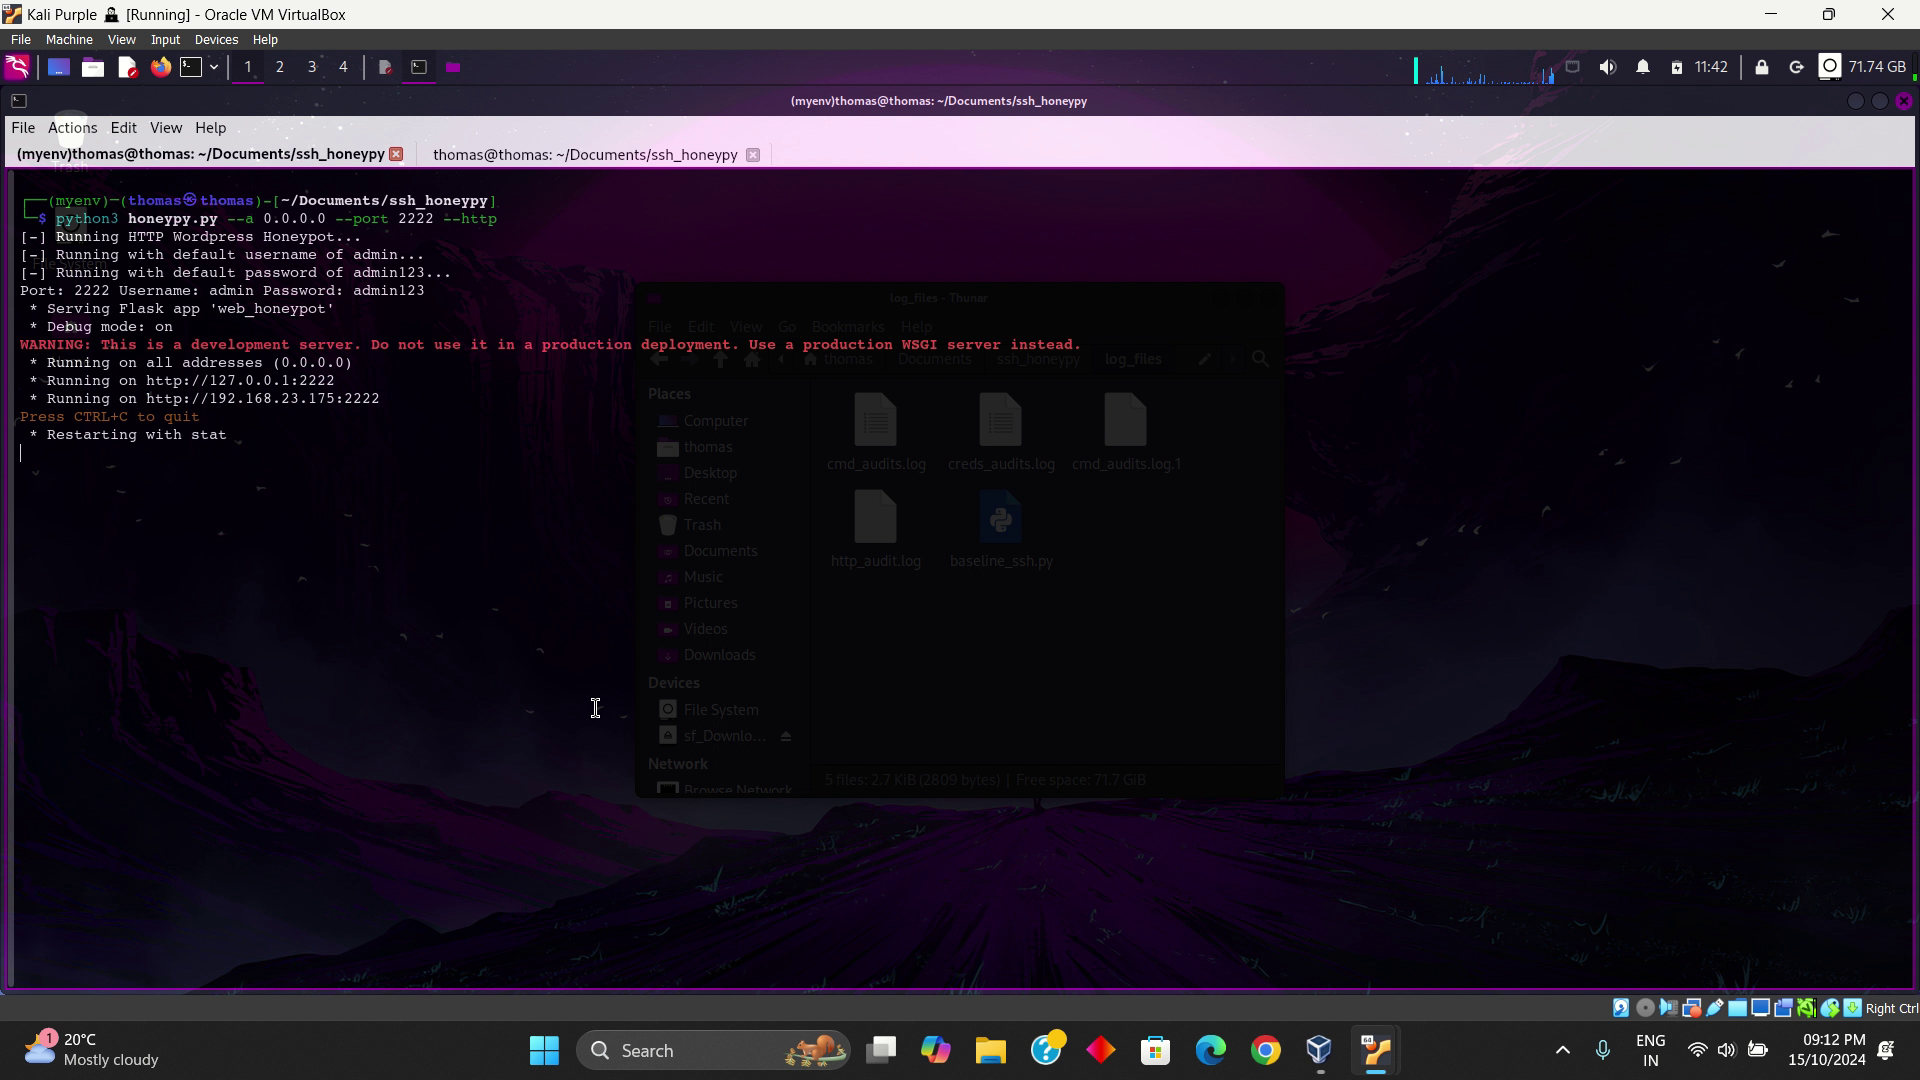 Kali Purple [Running] - Oracle VM VirtualBox
File Machine View Input Devices Help
1 2 3 4
11:42
71.74 GB
(myenv)thomas@thomas: ~/Documents/ssh_honeypy
File Actions Edit View Help
(myenv)thomas@thomas: ~/Documents/ssh_honeypy
thomas@thomas: ~/Documents/ssh_honeypy
Trash
File System
┌──(myenv)─(thomas㉿thomas)-[~/Documents/ssh_honeypy]
└─$ python3 honeypy.py --a 0.0.0.0 --port 2222 --http
[-] Running HTTP Wordpress Honeypot...
[-] Running with default username of admin...
[-] Running with default password of admin123...
Port: 2222 Username: admin Password: admin123
* Serving Flask app 'web_honeypot'
* Debug mode: on
WARNING: This is a development server. Do not use it in a production deployment. Use a production WSGI server instead.
* Running on all addresses (0.0.0.0)
* Running on http://127.0.0.1:2222
* Running on http://192.168.23.175:2222
Press CTRL+C to quit
* Restarting with stat
log_files - Thunar
File Edit View Go Bookmarks Help
thomas Documents ssh_honeypy log_files
Places
Computer
thomas
Desktop
Recent
Trash
Documents
Music
Pictures
Videos
Downloads
Devices
File System
sf_Downlo...
Network
Browse Network
cmd_audits.log
creds_audits.log
cmd_audits.log.1
http_audit.log
baseline_ssh.py
5 files: 2.7 KiB (2809 bytes) | Free space: 71.7 GiB
Right Ctrl
1
20°C
Mostly cloudy
Search
64
ENG
IN
09:12 PM
15/10/2024